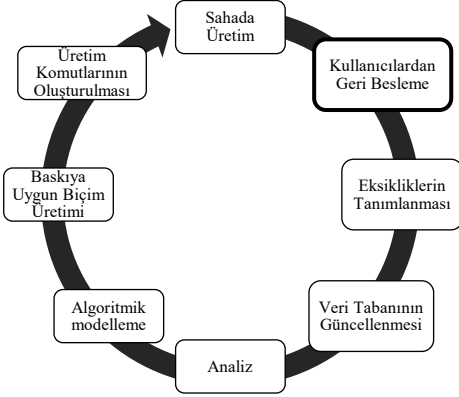 Sahada
Üretim
Kullanıcılardan
Geri Besleme
Eksikliklerin
Tanımlanması
Veri Tabanının
Güncellenmesi
Analiz
Algoritmik
modelleme
Baskıya
Uygun Biçim
Üretimi
Üretim
Komutlarının
Oluşturulması